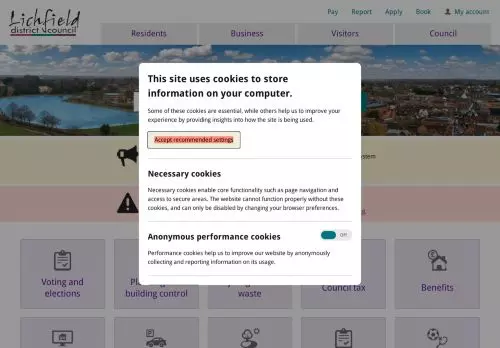 Lichfield
district council
Pay Report Apply Book My account
Residents Business Visitors Council
This site uses cookies to store
information on your computer.
Some of these cookies are essential, while others help us to improve your
experience by providing insights into how the site is being used.
Accept recommended settings
Necessary cookies
Necessary cookies enable core functionality such as page navigation and
access to secure areas. The website cannot function properly without these
cookies, and can only be disabled by changing your browser preferences.
Anonymous performance cookies
Off
Performance cookies help us to improve our website by anonymously
collecting and reporting information on its usage.
Voting and
elections
building control
waste
Council tax
Benefits